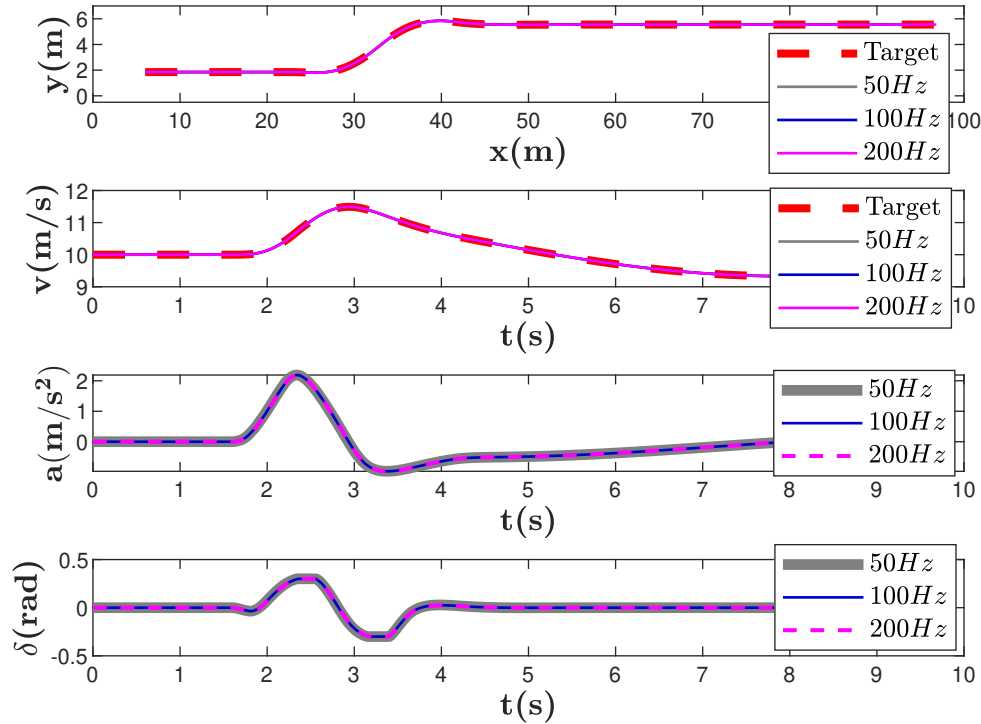 y(m)
6
4
2
0
0 10 20 30 40 50 60 70 80 90 100
x(m)
Target
50Hz
100Hz
200Hz
v(m/s)
12
11
10
9
0 1 2 3 4 5 6 7 10
t(s)
Target
50Hz
100Hz
200Hz
a(m/s²)
2
1
0
0 1 2 3 4 5 6 7 8 9 10
t(s)
50Hz
100Hz
200Hz
δ(rad)
0.5
0
-0.5
0 1 2 3 4 5 6 7 8 9 10
t(s)
50Hz
100Hz
200Hz